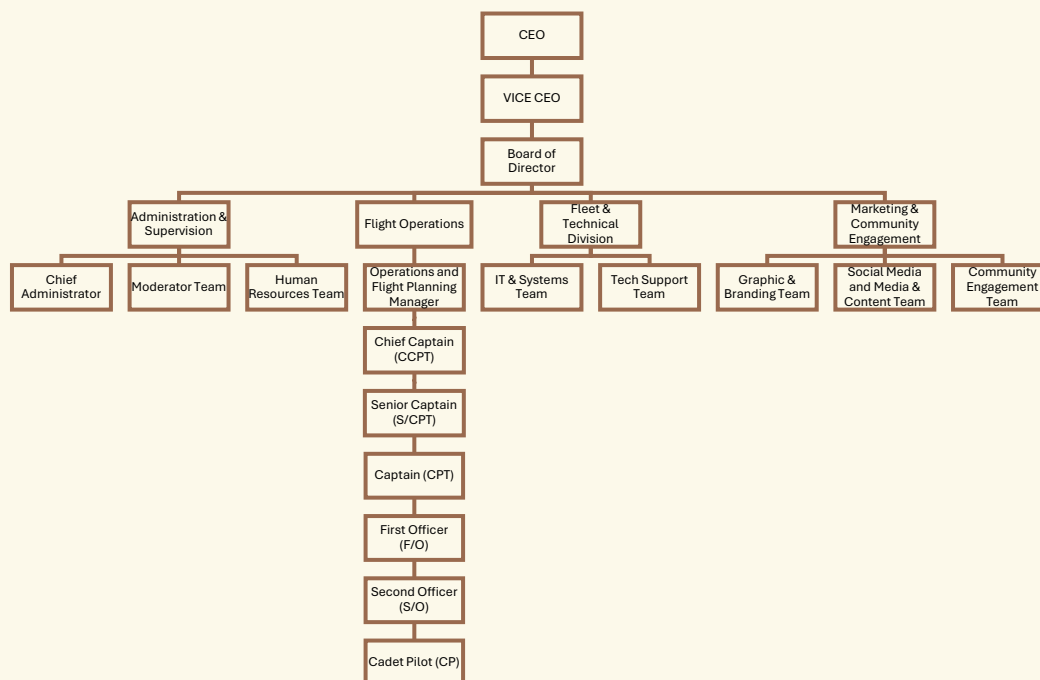 CEO
VICE CEO
Board of
Director
Administration &
Supervision
Flight Operations
Fleet &
Technical
Division
Marketing &
Community
Engagement
Chief
Administrator
Moderator Team
Human
Resources Team
Operations and
Flight Planning
Manager
IT & Systems
Team
Tech Support
Team
Graphic &
Branding Team
Social Media
and Media &
Content Team
Community
Engagement
Team
Chief Captain
(CCPT)
Senior Captain
(S/CPT)
Captain (CPT)
First Officer
(F/O)
Second Officer
(S/O)
Cadet Pilot (CP)